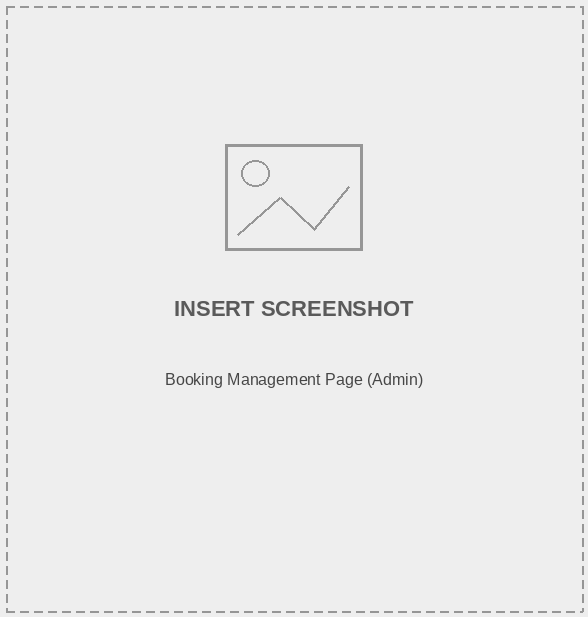 INSERT SCREENSHOT
Booking Management Page (Admin)